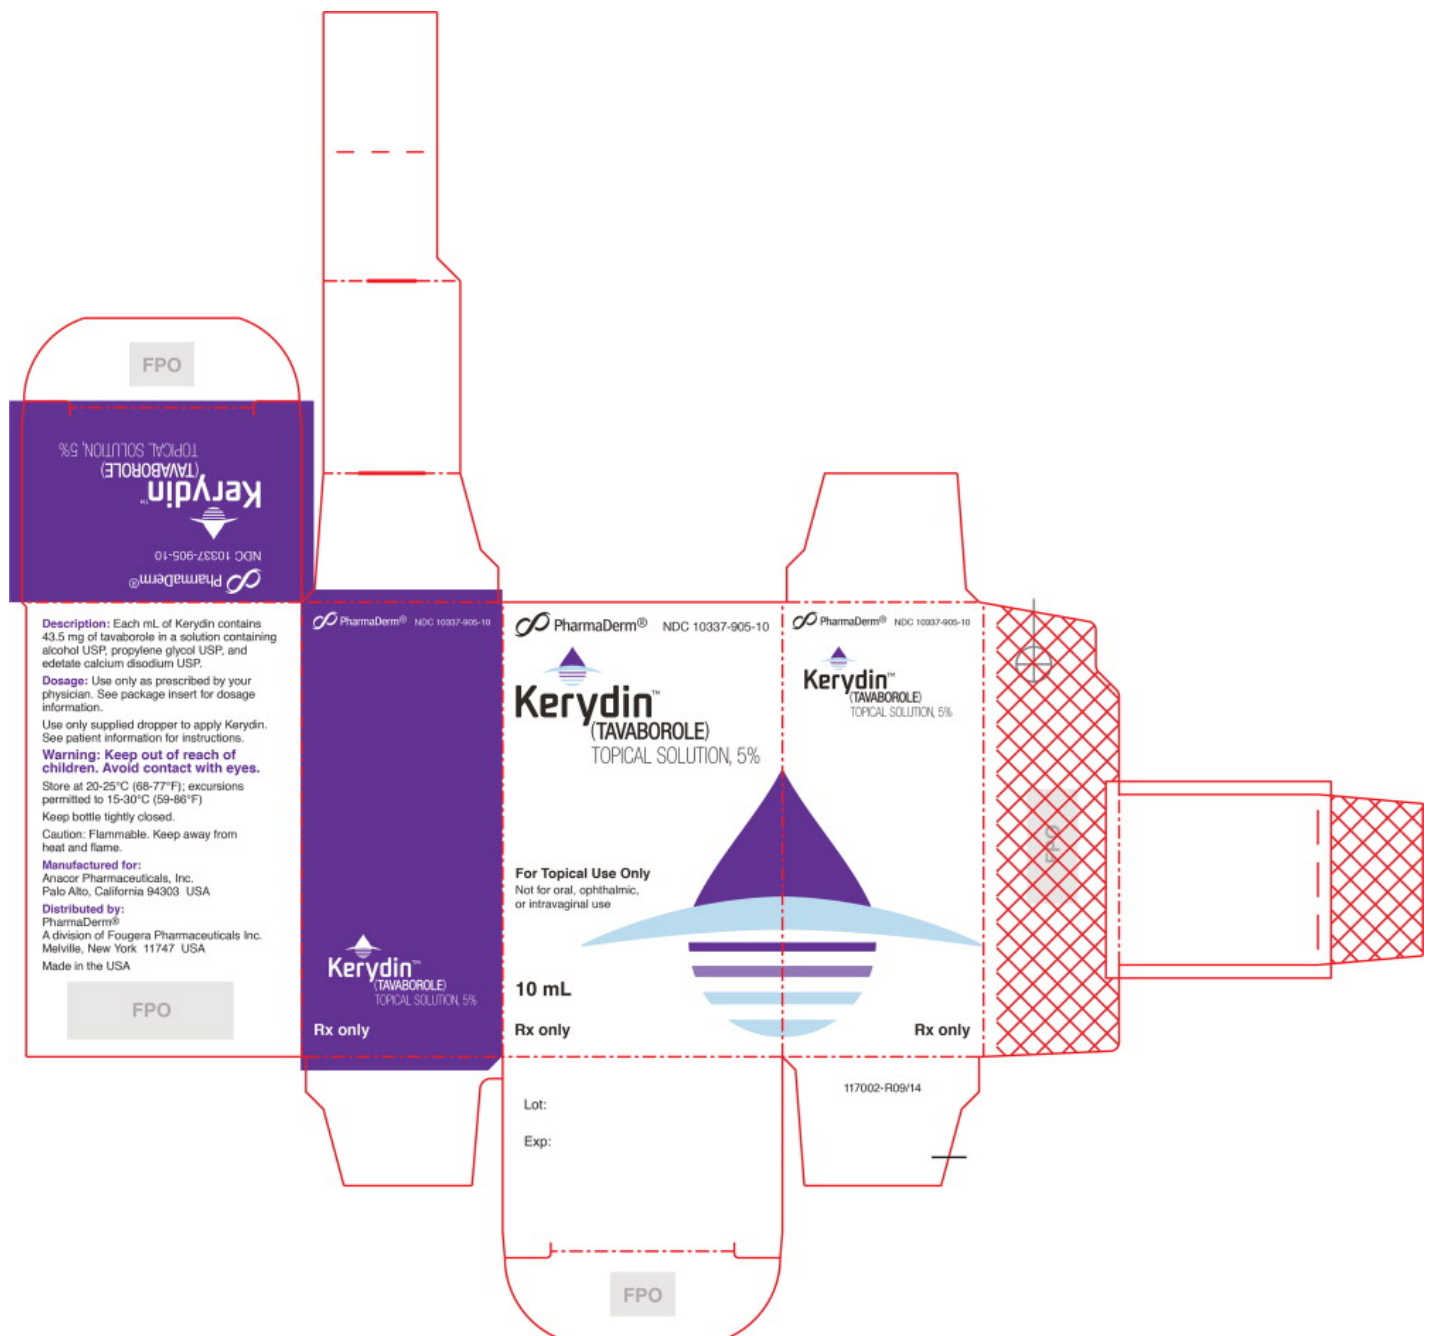 FPO
PharmaDerm®
NDC 10337-905-10
Kerydin™
(TAVABOROLE)
TOPICAL SOLUTION, 5%
Description: Each mL of Kerydin contains
43.5 mg of tavaborole in a solution containing
alcohol USP, propylene glycol USP, and
edetate calcium disodium USP.
Dosage: Use only as prescribed by your
physician. See package insert for dosage
information.
Use only supplied dropper to apply Kerydin.
See patient information for instructions.
Warning: Keep out of reach of
children. Avoid contact with eyes.
Store at 20-25°C (68-77°F); excursions
permitted to 15-30°C (59-86°F)
Keep bottle tightly closed.
Caution: Flammable. Keep away from
heat and flame.
Manufactured for:
Anacor Pharmaceuticals, Inc.
Palo Alto, California 94303 USA
Distributed by:
PharmaDerm®
A division of Fougera Pharmaceuticals Inc.
Melville, New York 11747 USA
Made in the USA
FPO
PharmaDerm® NDC 10337-905-10
Kerydin™
(TAVABOROLE)
TOPICAL SOLUTION, 5%
Rx only
PharmaDerm® NDC 10337-905-10
Kerydin™
(TAVABOROLE)
TOPICAL SOLUTION, 5%
For Topical Use Only
Not for oral, ophthalmic,
or intravaginal use
10 mL
Rx only
Lot:
Exp:
FPO
PharmaDerm® NDC 10337-905-10
Kerydin™
(TAVABOROLE)
TOPICAL SOLUTION, 5%
Rx only
117002-R09/14
FPO